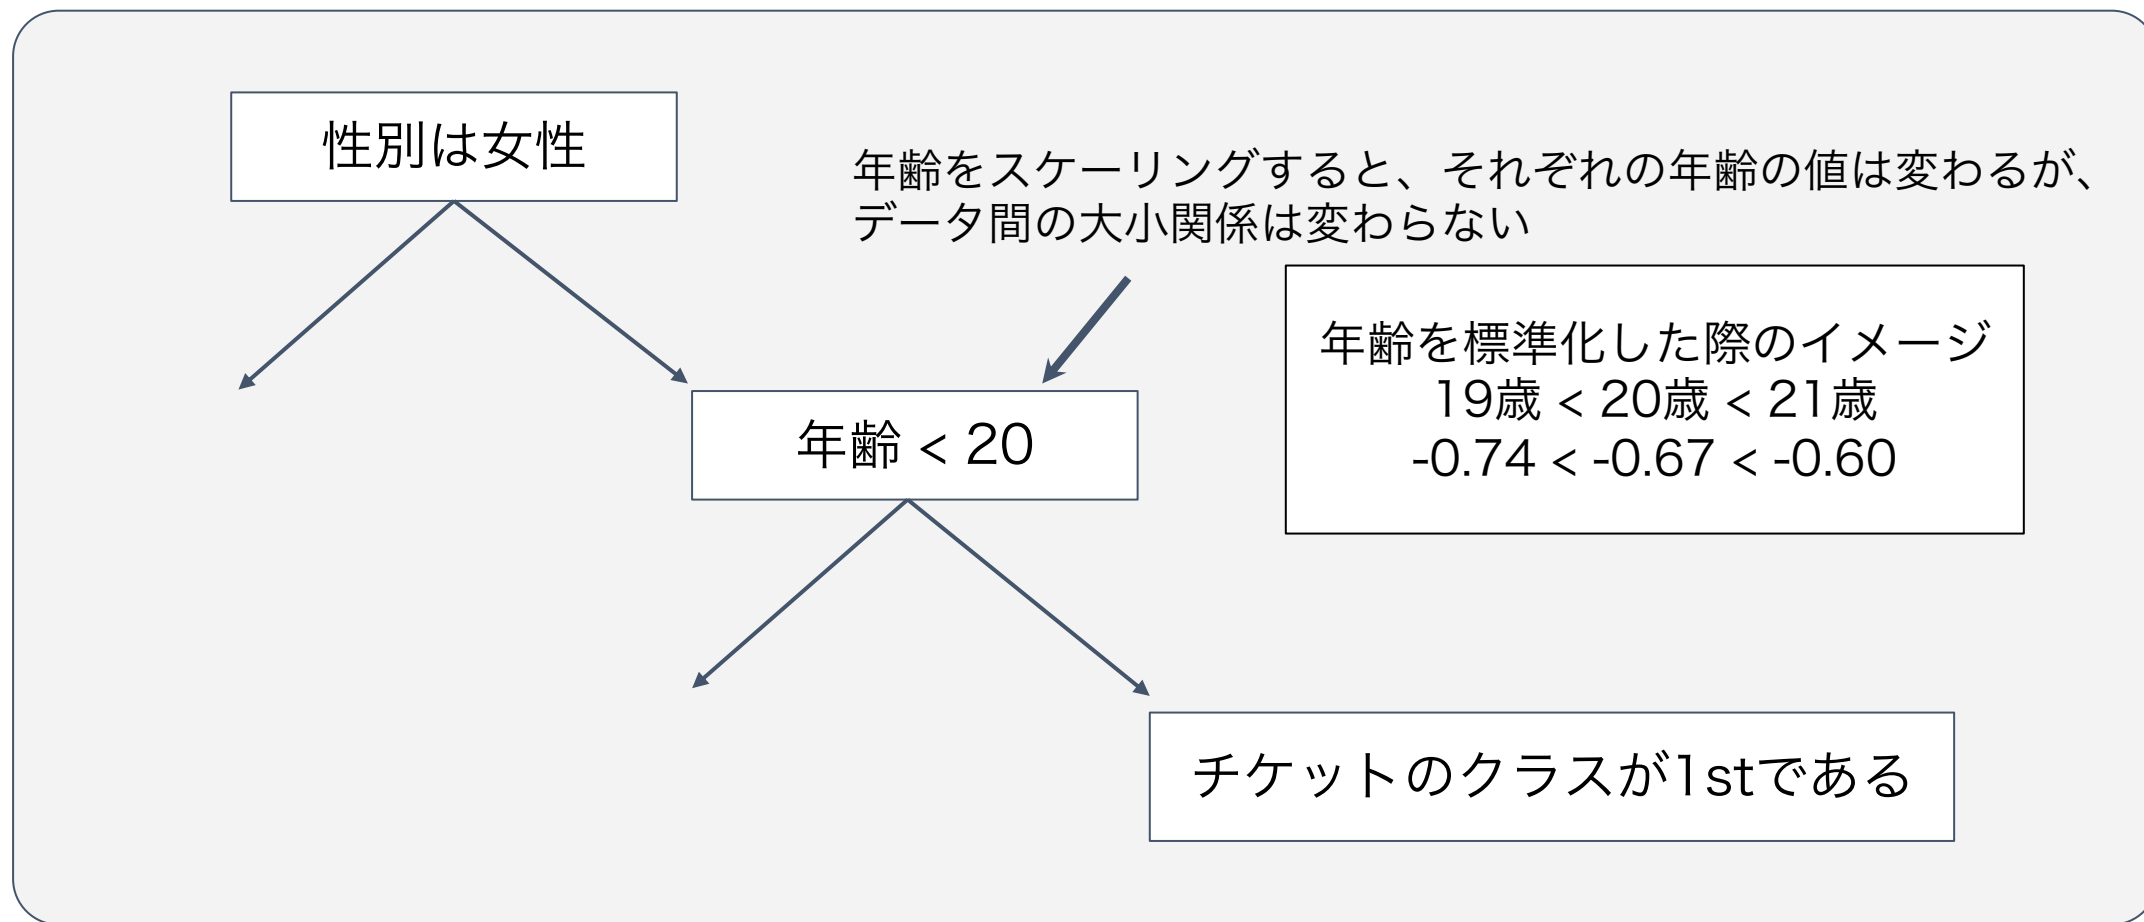 性別は女性
年齢をスケーリングすると、それぞれの年齢の値は変わるが、
データ間の大小関係は変わらない
年齢を標準化した際のイメージ
19歳 < 20歳 < 21歳
-0.74 < -0.67 < -0.60
年齢 < 20
チケットのクラスが1stである